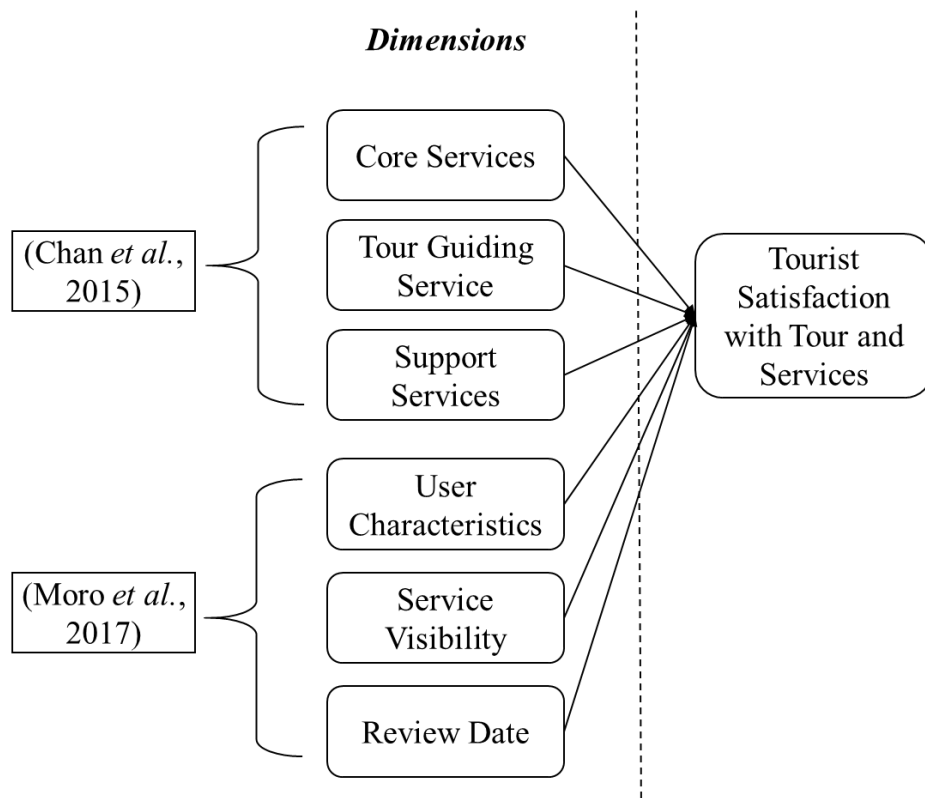 Dimensions
Core Services
(Chan et al.,
2015)
Tour Guiding
Service
Support
Services
Tourist
Satisfaction
with Tour and
Services
User
Characteristics
(Moro et al.,
2017)
Service
Visibility
Review Date